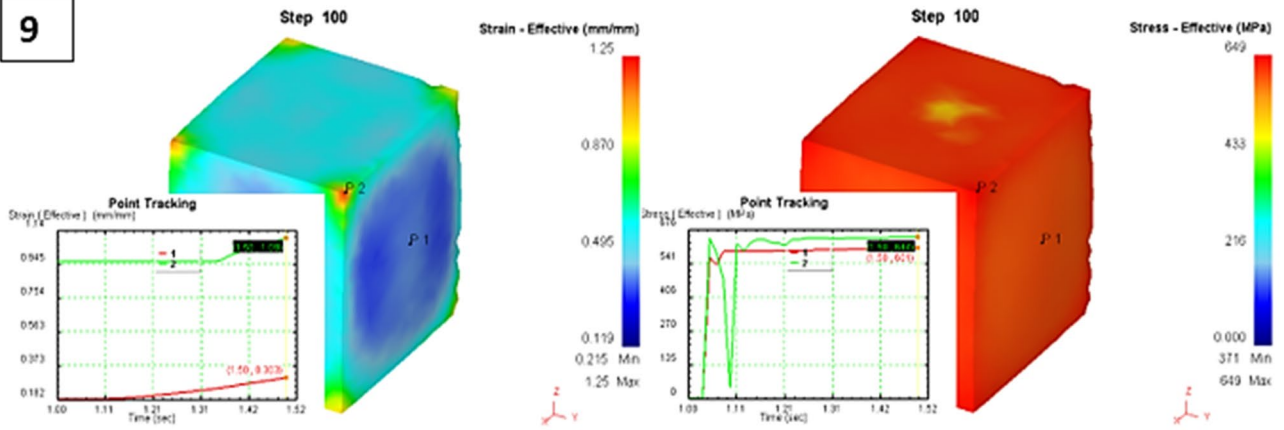 9
Step 100
Strain - Effective (mm/mm)
1.25
0.870
0.495
0.119
0.215 Min
1.25 Max
P 2
P 1
Point Tracking
Strain ( Effective ) (mm/mm)
1.14
0.945
0.754
0.563
0.373
0.182
1
2
1.00 1.11 1.21 1.31 1.42 1.52
Time (sec)
Z
X
Y
Step 100
Stress - Effective (MPa)
649
433
216
0.000
371 Min
649 Max
P 2
P 1
Point Tracking
Stress ( Effective ) (MPa)
676
541
406
270
135
0
1
2
(1.50, 601)
1.00 1.11 1.21 1.31 1.42 1.52
Time (sec)
Z
X
Y